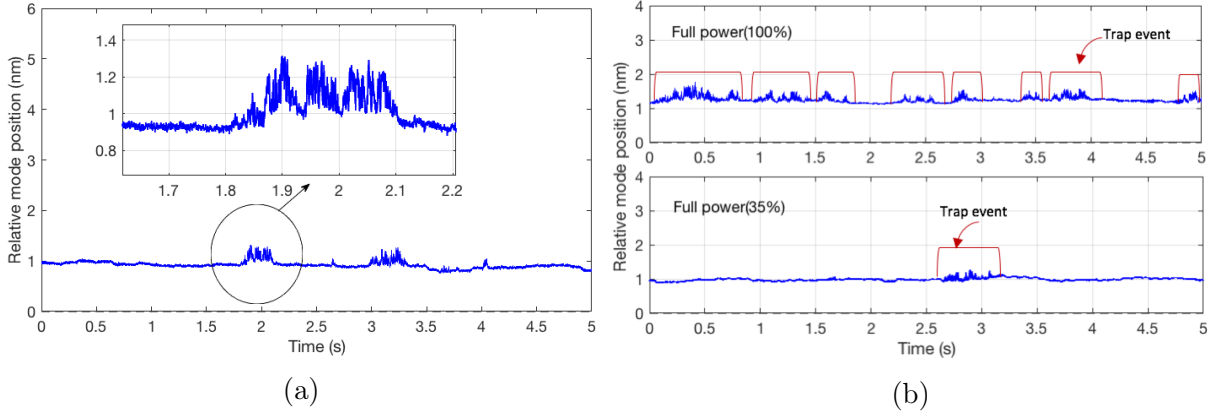 6
5
4
3
2
1
0
Relative mode position (nm)
1.4
1.2
1
0.8
1.7 1.8 1.9 2 2.1 2.2
0 0.5 1 1.5 2 2.5 3 3.5 4 4.5 5
Time (s)
(a)
Relative mode position (nm)
4
3
2
1
0
Full power(100%)
Trap event
0 0.5 1 1.5 2 2.5 3 3.5 4 4.5 5
4
3
2
1
0
Full power(35%)
Trap event
0 0.5 1 1.5 2 2.5 3 3.5 4 4.5 5
Time (s)
(b)